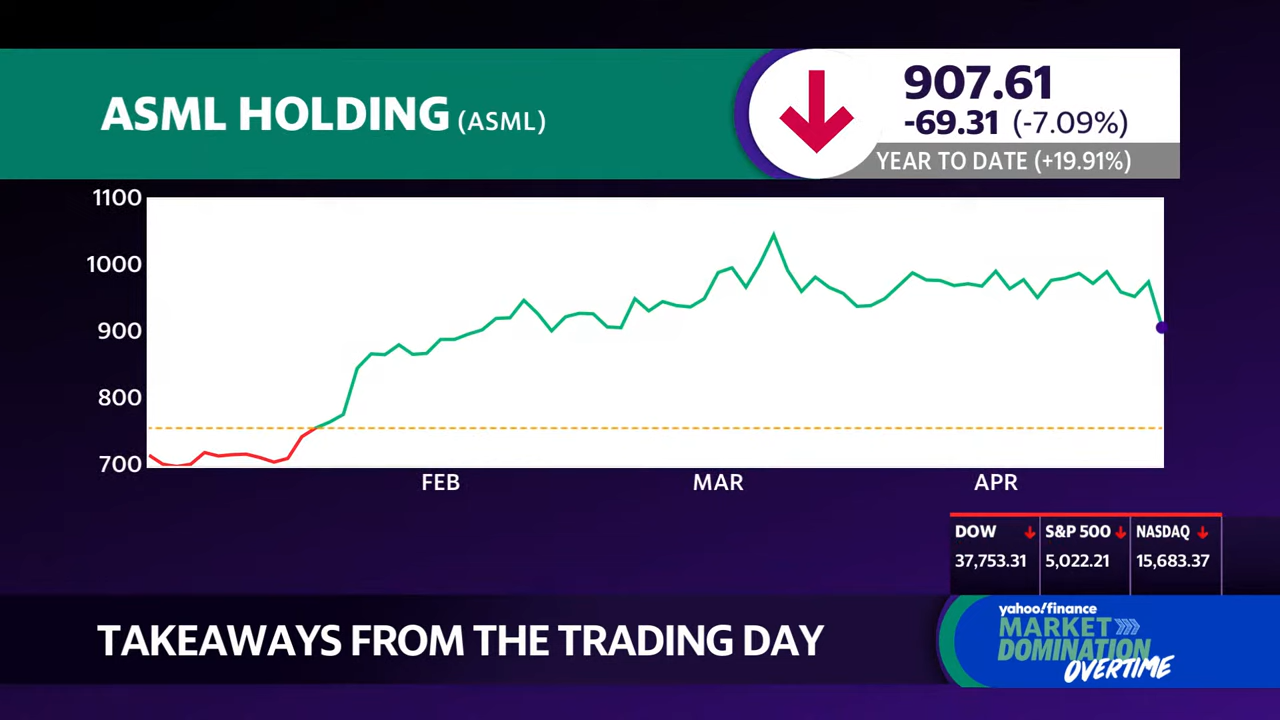 ASML HOLDING (ASML)
907.61
-69.31 (-7.09%)
YEAR TO DATE (+19.91%)
1100
1000
900
800
700
FEB MAR APR
DOW S&P 500 NASDAQ
37,753.31 5,022.21 15,683.37
TAKEAWAYS FROM THE TRADING DAY
yahoo!finance
MARKET
DOMINATION
OVERTIME